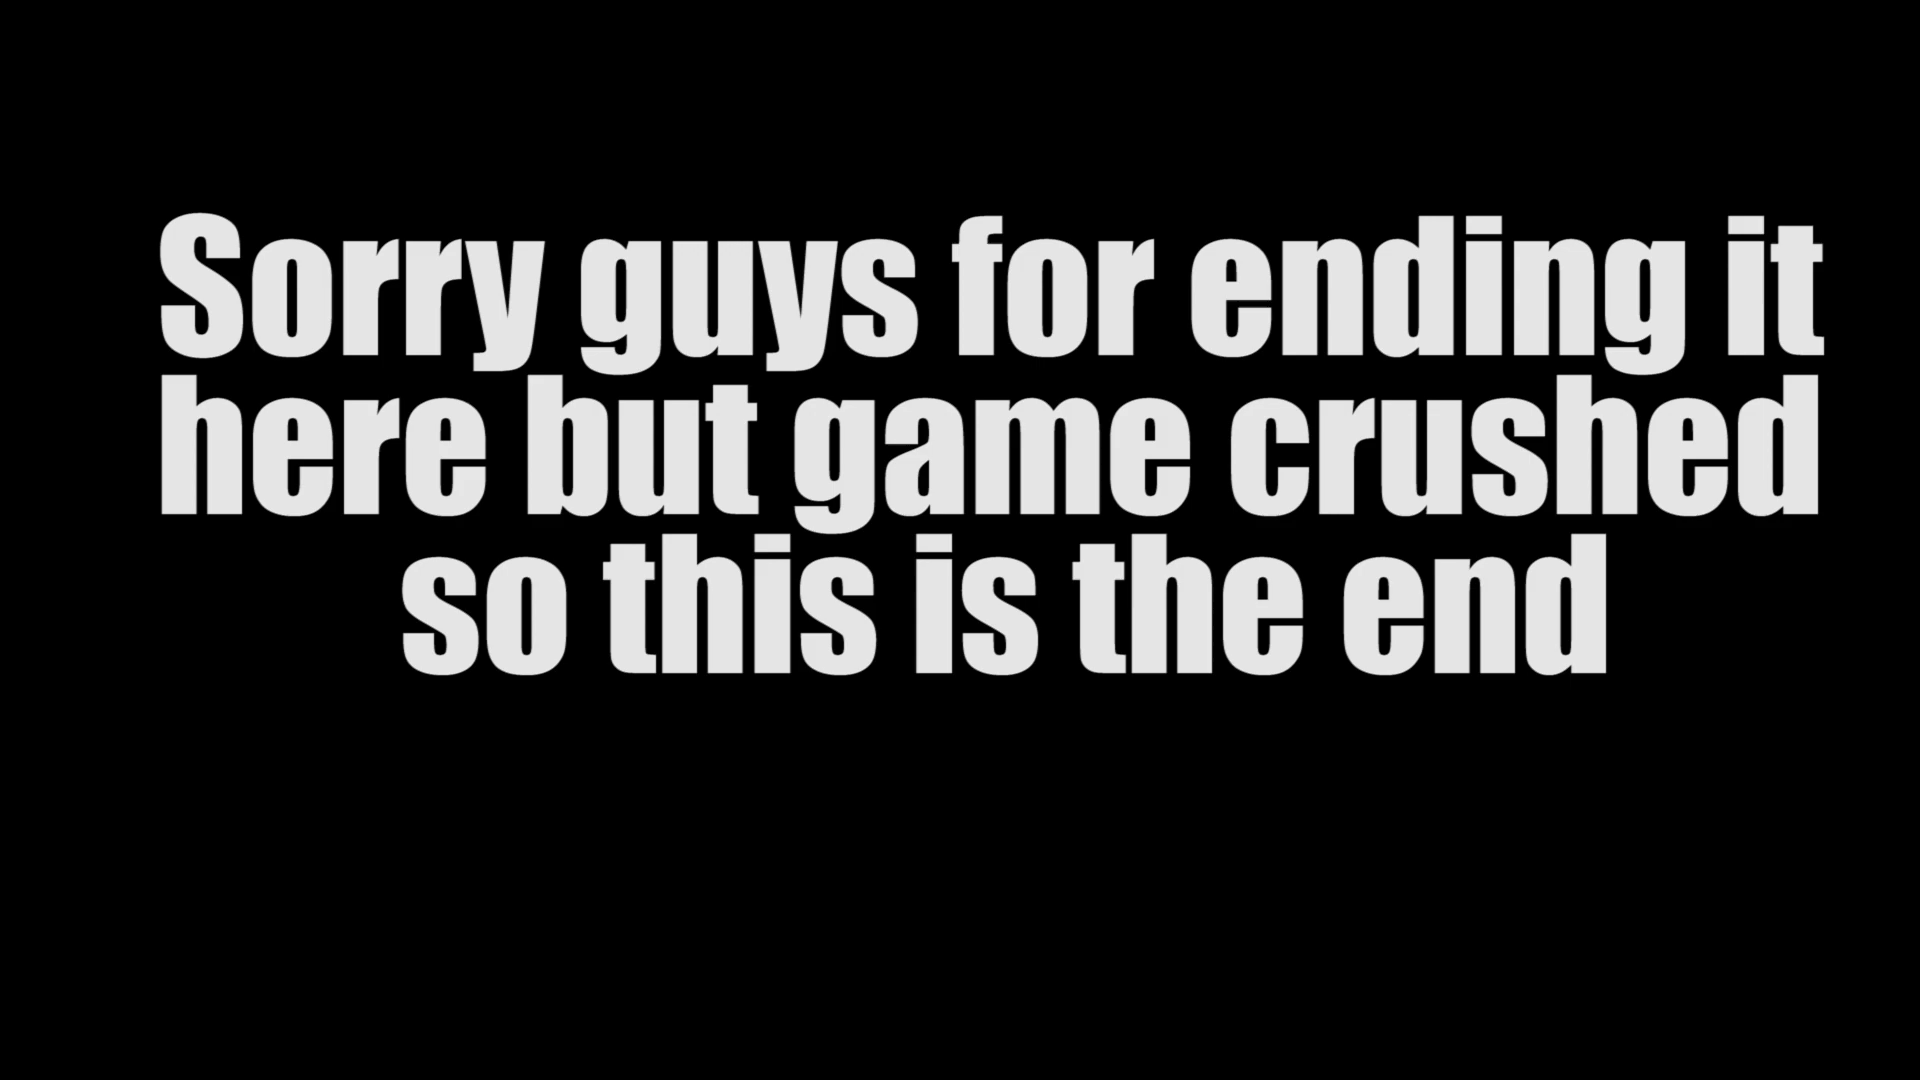 Sorry guys for ending it
here but game crushed
so this is the end